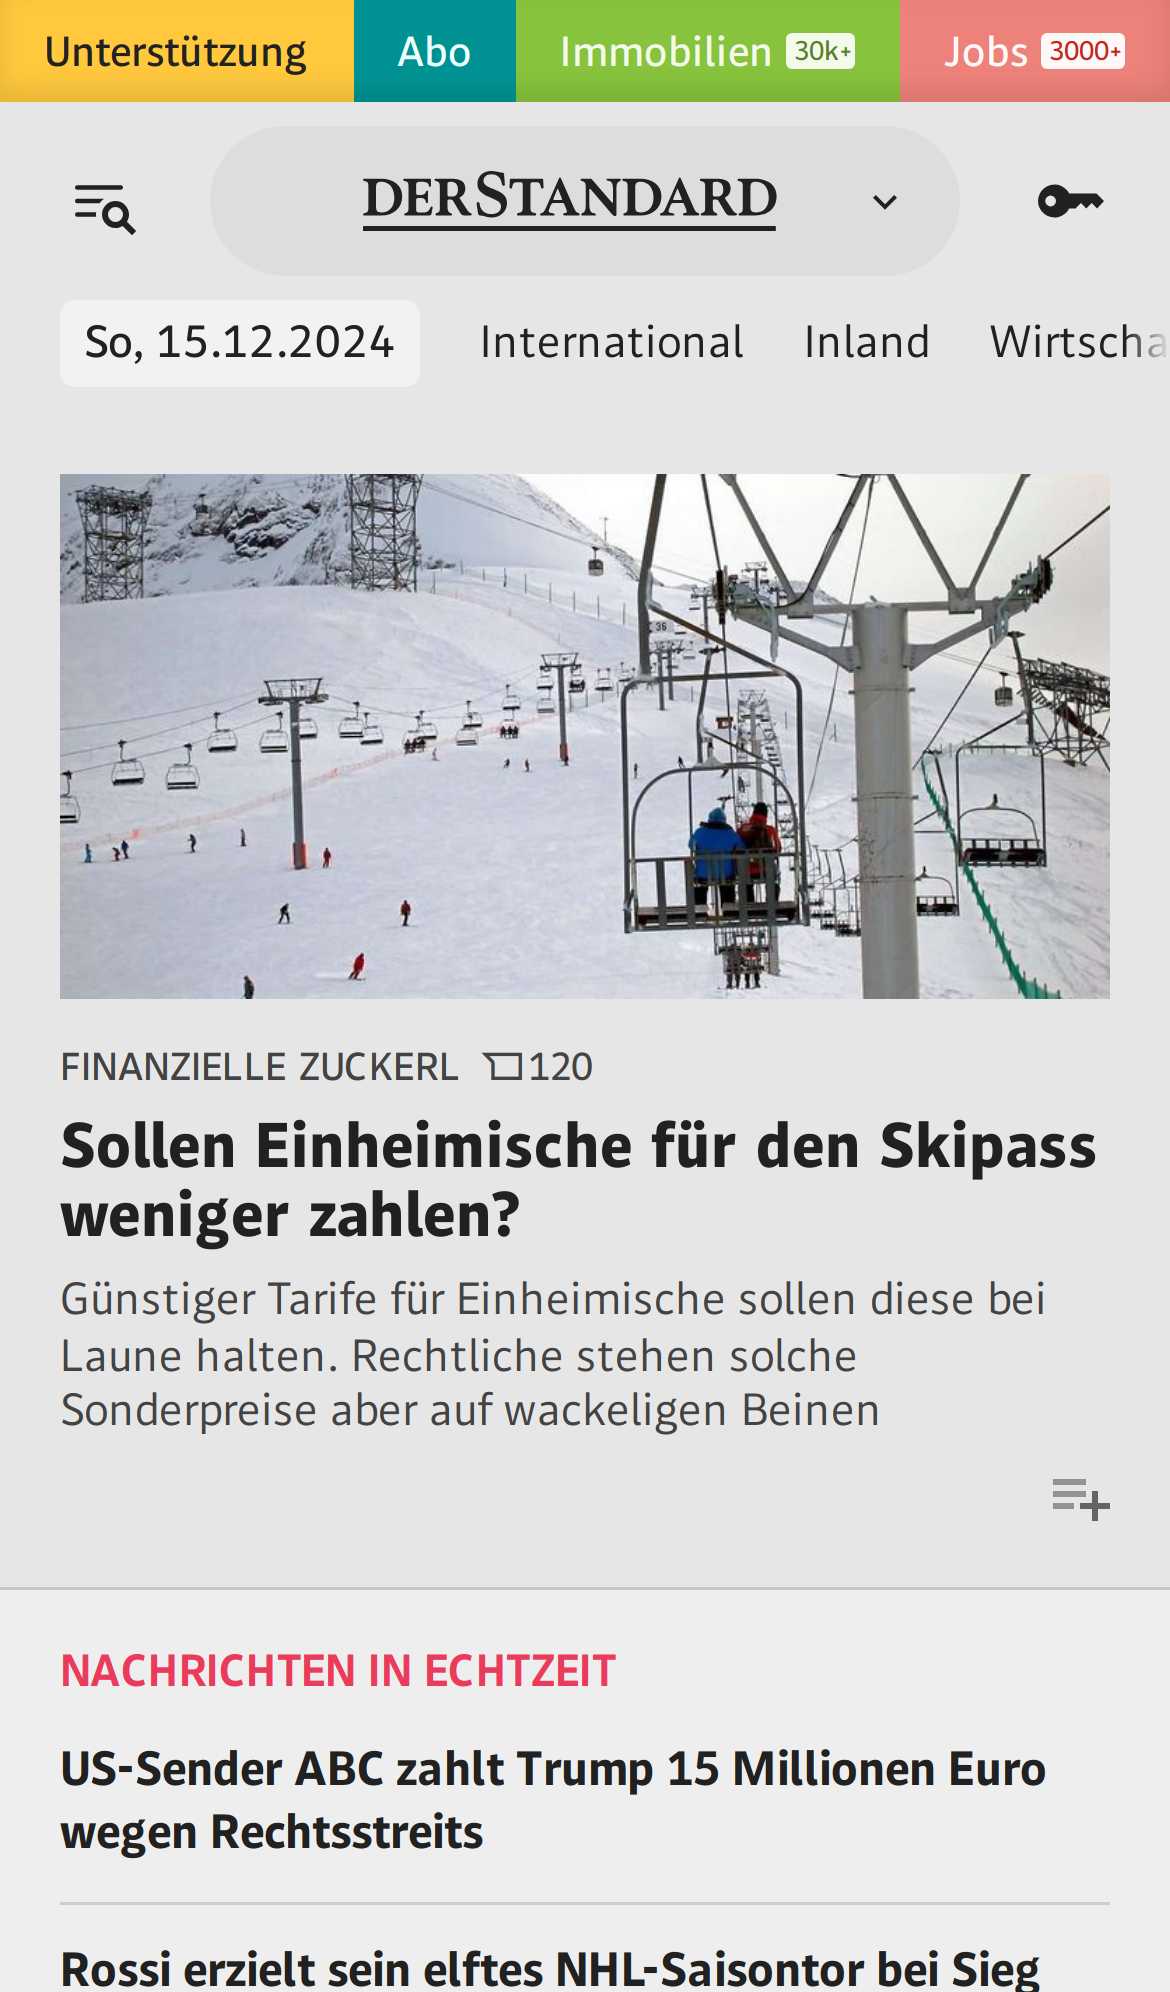 Unterstützung Abo Immobilien 30k+ Jobs 3000+
DERSTANDARD
So, 15.12.2024 International Inland Wirtscha
36
FINANZIELLE ZUCKERL 120
Sollen Einheimische für den Skipass
weniger zahlen?
Günstiger Tarife für Einheimische sollen diese bei
Laune halten. Rechtliche stehen solche
Sonderpreise aber auf wackeligen Beinen
NACHRICHTEN IN ECHTZEIT
US-Sender ABC zahlt Trump 15 Millionen Euro
wegen Rechtsstreits
Rossi erzielt sein elftes NHL-Saisontor bei Sieg